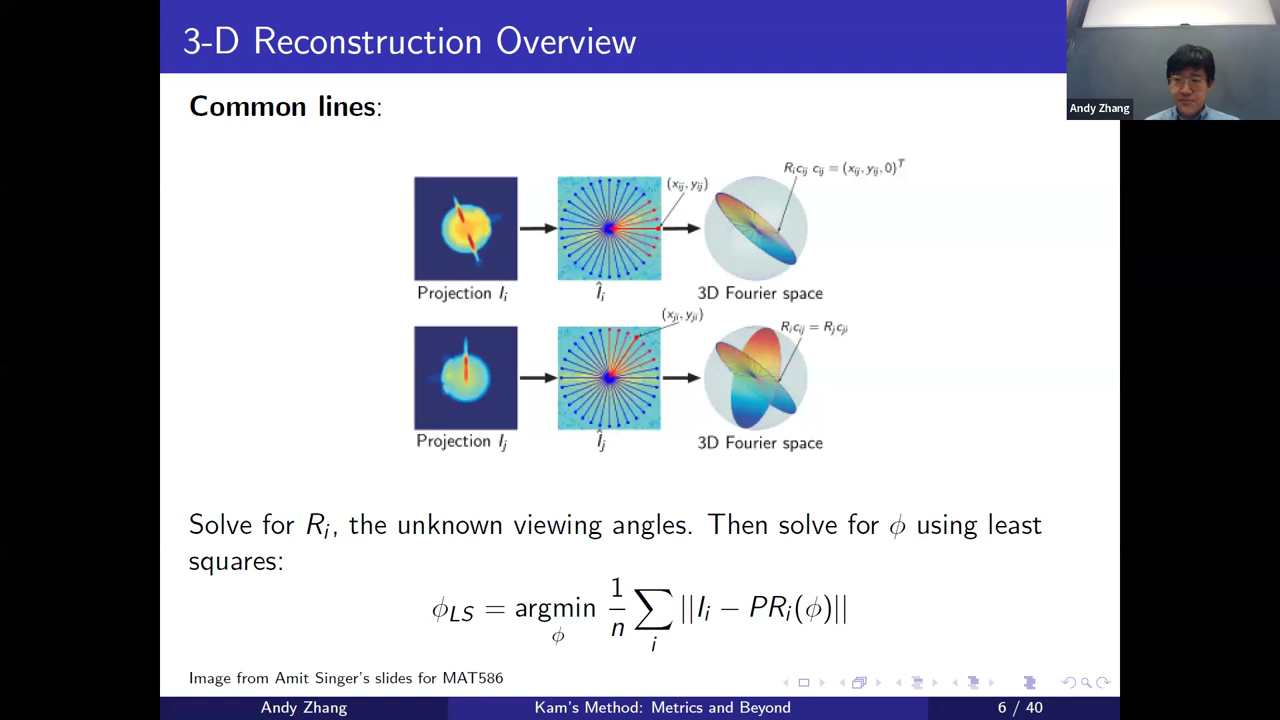 3-D Reconstruction Overview
Andy Zhang
Common lines:
R_i c_ij c_ij = (x_ij, y_ij, 0)^T
(x_ij, y_ij)
Projection I_i
Î_i
3D Fourier space
(x_ji, y_ji)
R_i c_ij = R_j c_ji
Projection I_j
Î_j
3D Fourier space
Solve for R_i, the unknown viewing angles. Then solve for ϕ using least
squares:
ϕ_LS = argmin_ϕ 1/n ∑_i ||I_i − PR_i(ϕ)||
Image from Amit Singer's slides for MAT586
Andy Zhang
Kam's Method: Metrics and Beyond
6 / 40